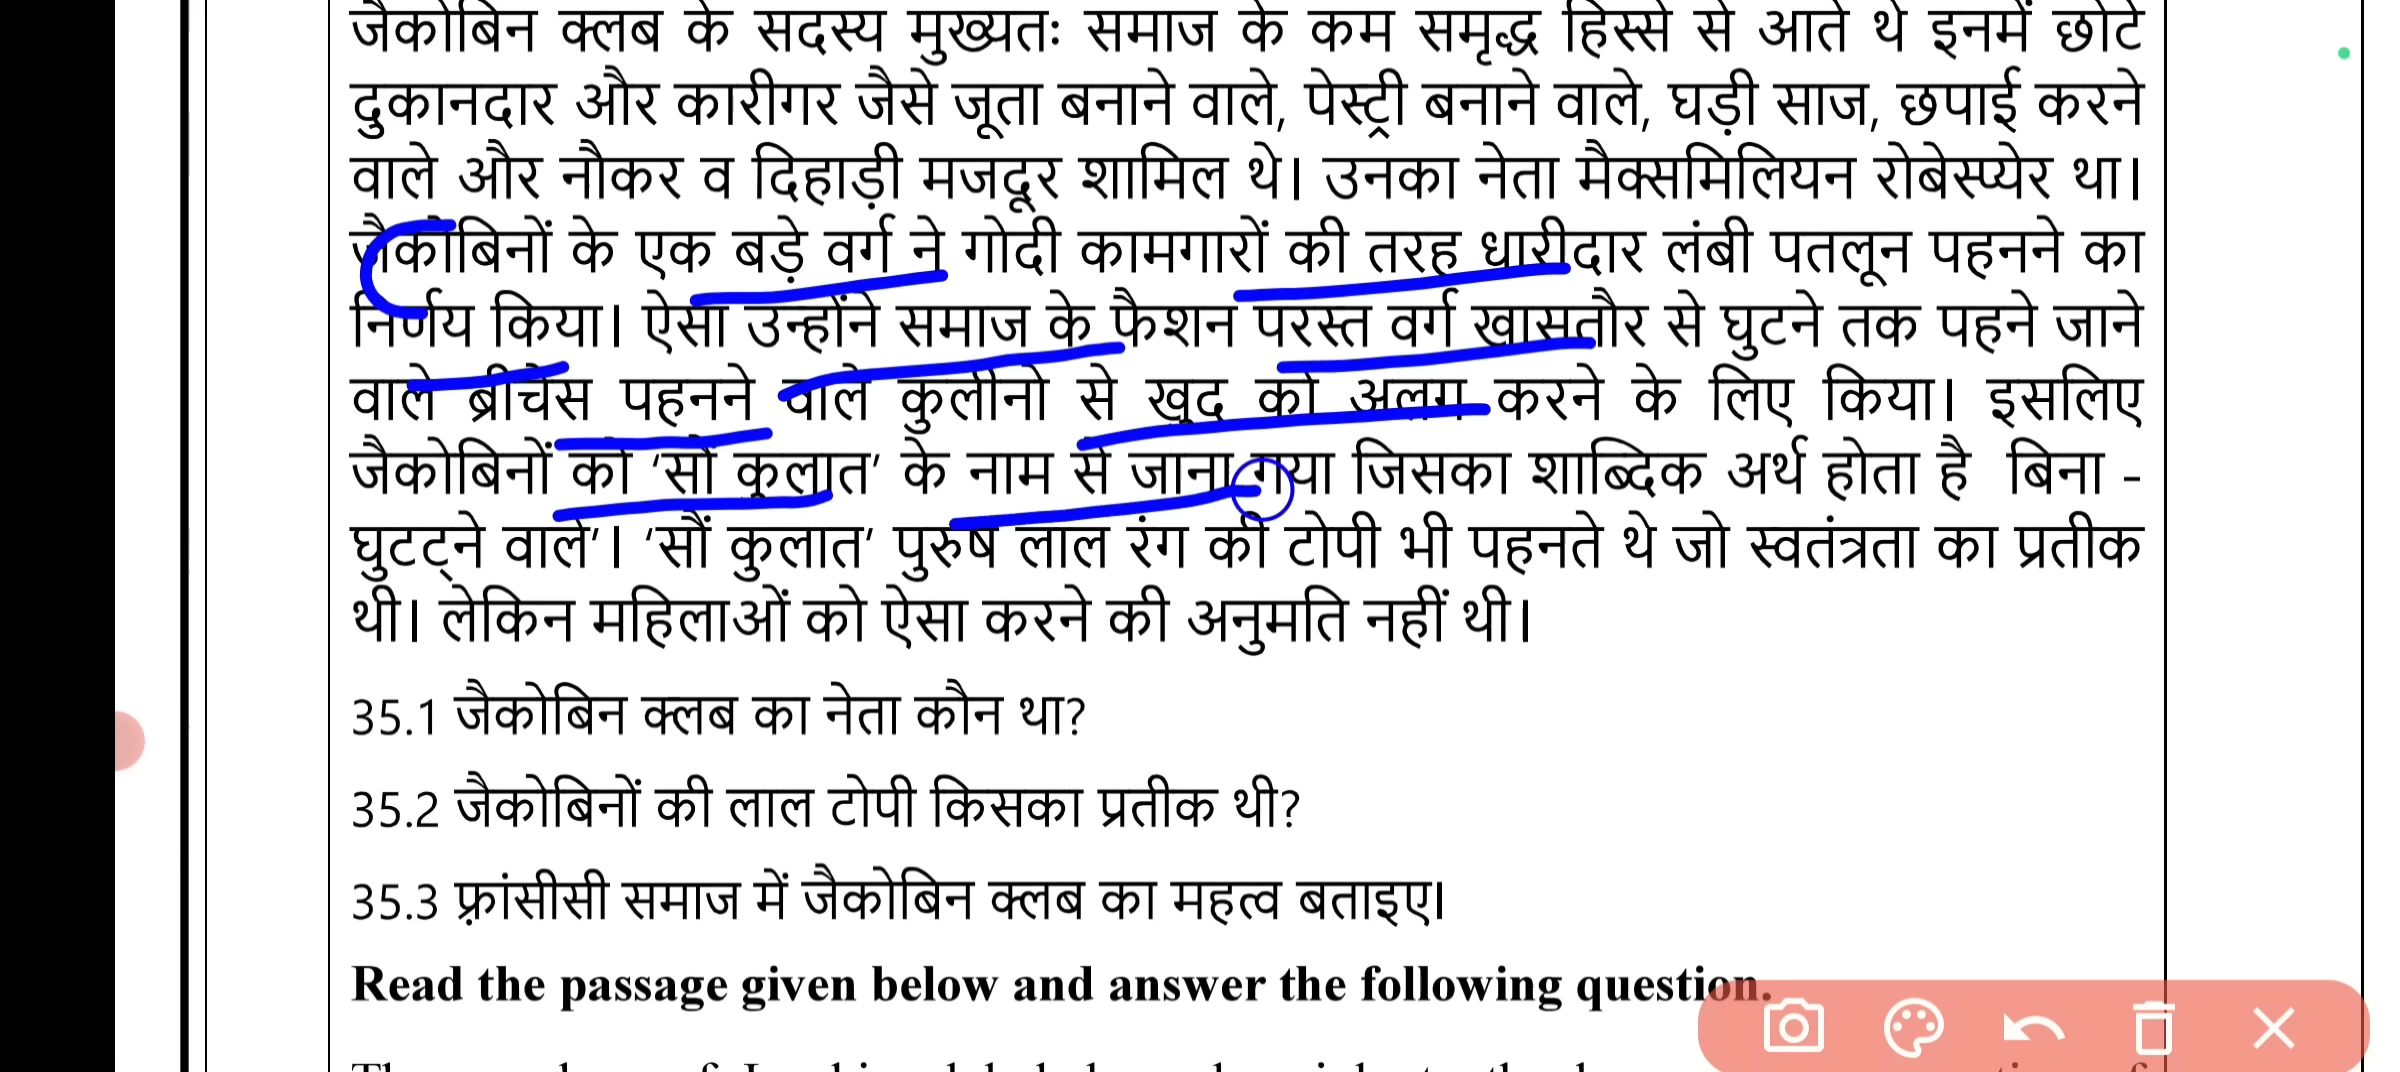 जैकोबिन क्लब के सदस्य मुख्यतः समाज के कम समृद्ध हिस्से से आते थे इनमें छोटे
दुकानदार और कारीगर जैसे जूता बनाने वाले, पेस्ट्री बनाने वाले, घड़ी साज, छपाई करने
वाले और नौकर व दिहाड़ी मजदूर शामिल थे। उनका नेता मैक्समिलियन रोबेस्प्येर था।
जैकोबिनों के एक बड़े वर्ग ने गोदी कामगारों की तरह धारीदार लंबी पतलून पहनने का
निर्णय किया। ऐसा उन्होंने समाज के फैशन परस्त वर्ग खासतौर से घुटने तक पहने जाने
वाले ब्रीचेस पहनने वाले कुलीनों से खुद को अलग करने के लिए किया। इसलिए
जैकोबिनों को ‘सौं कुलात’ के नाम से जाना गया जिसका शाब्दिक अर्थ होता है बिना -
घुटट्ने वाले’। ‘सौं कुलात’ पुरुष लाल रंग की टोपी भी पहनते थे जो स्वतंत्रता का प्रतीक
थी। लेकिन महिलाओं को ऐसा करने की अनुमति नहीं थी।
35.1 जैकोबिन क्लब का नेता कौन था?
35.2 जैकोबिनों की लाल टोपी किसका प्रतीक थी?
35.3 फ़्रांसीसी समाज में जैकोबिन क्लब का महत्व बताइए।
Read the passage given below and answer the following question.